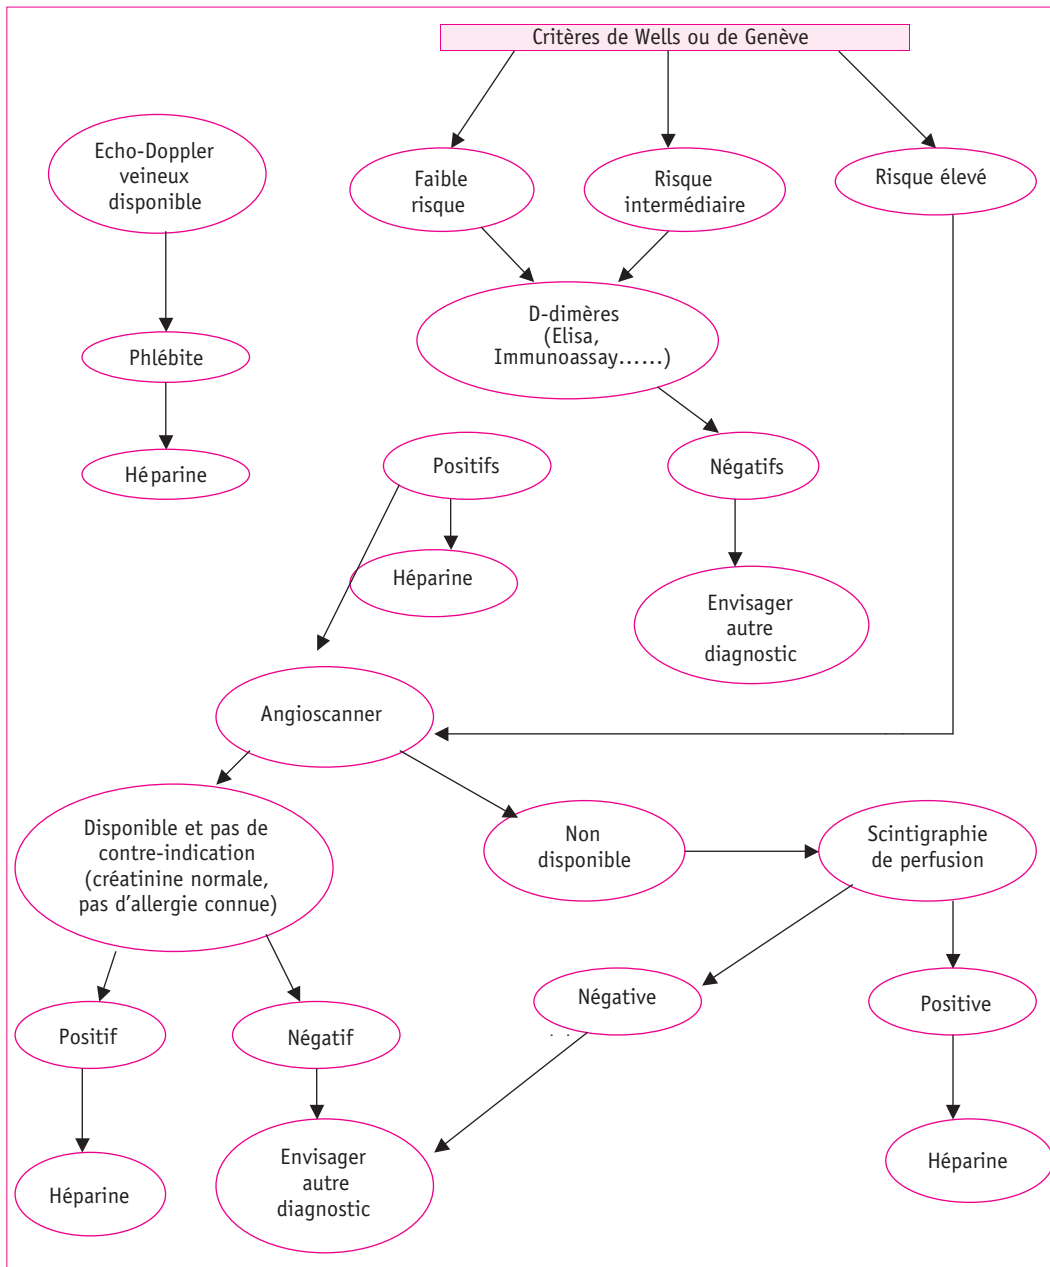 Critères de Wells ou de Genève
Echo-Doppler
veineux
disponible
Faible
risque
Risque
intermédiaire
Risque élevé
D-dimères
(Elisa,
Immunoassay......)
Phlébite
Héparine
Positifs
Négatifs
Héparine
Envisager
autre
diagnostic
Angioscanner
Disponible et pas de
contre-indication
(créatinine normale,
pas d'allergie connue)
Non
disponible
Scintigraphie
de perfusion
Négative
Positive
Positif
Négatif
Héparine
Envisager
autre
diagnostic
Héparine